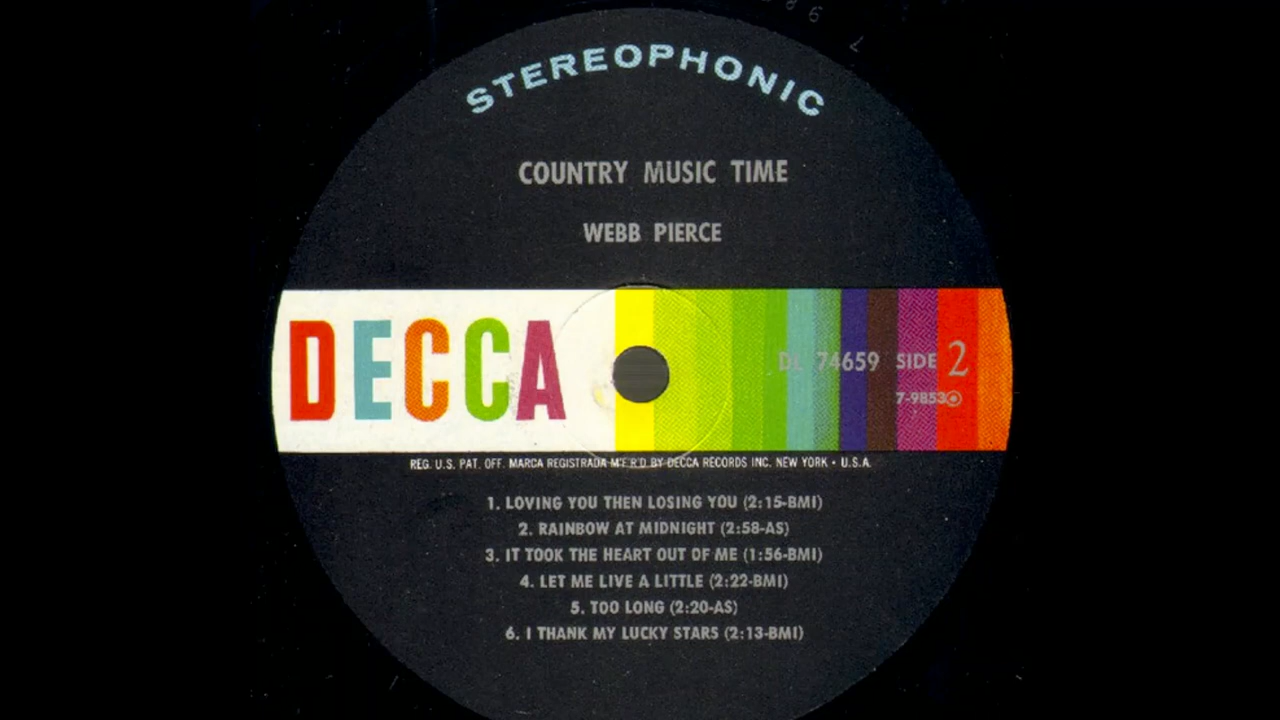 STEREOPHONIC
COUNTRY MUSIC TIME
WEBB PIERCE
DECCA
DL 74659 SIDE 2
7-9853
REG. U.S. PAT. OFF. MARCA REGISTRADA M'F'R'D BY DECCA RECORDS INC. NEW YORK • U.S.A.
1. LOVING YOU THEN LOSING YOU (2:15-BMI)
2. RAINBOW AT MIDNIGHT (2:58-AS)
3. IT TOOK THE HEART OUT OF ME (1:56-BMI)
4. LET ME LIVE A LITTLE (2:22-BMI)
5. TOO LONG (2:20-AS)
6. I THANK MY LUCKY STARS (2:13-BMI)